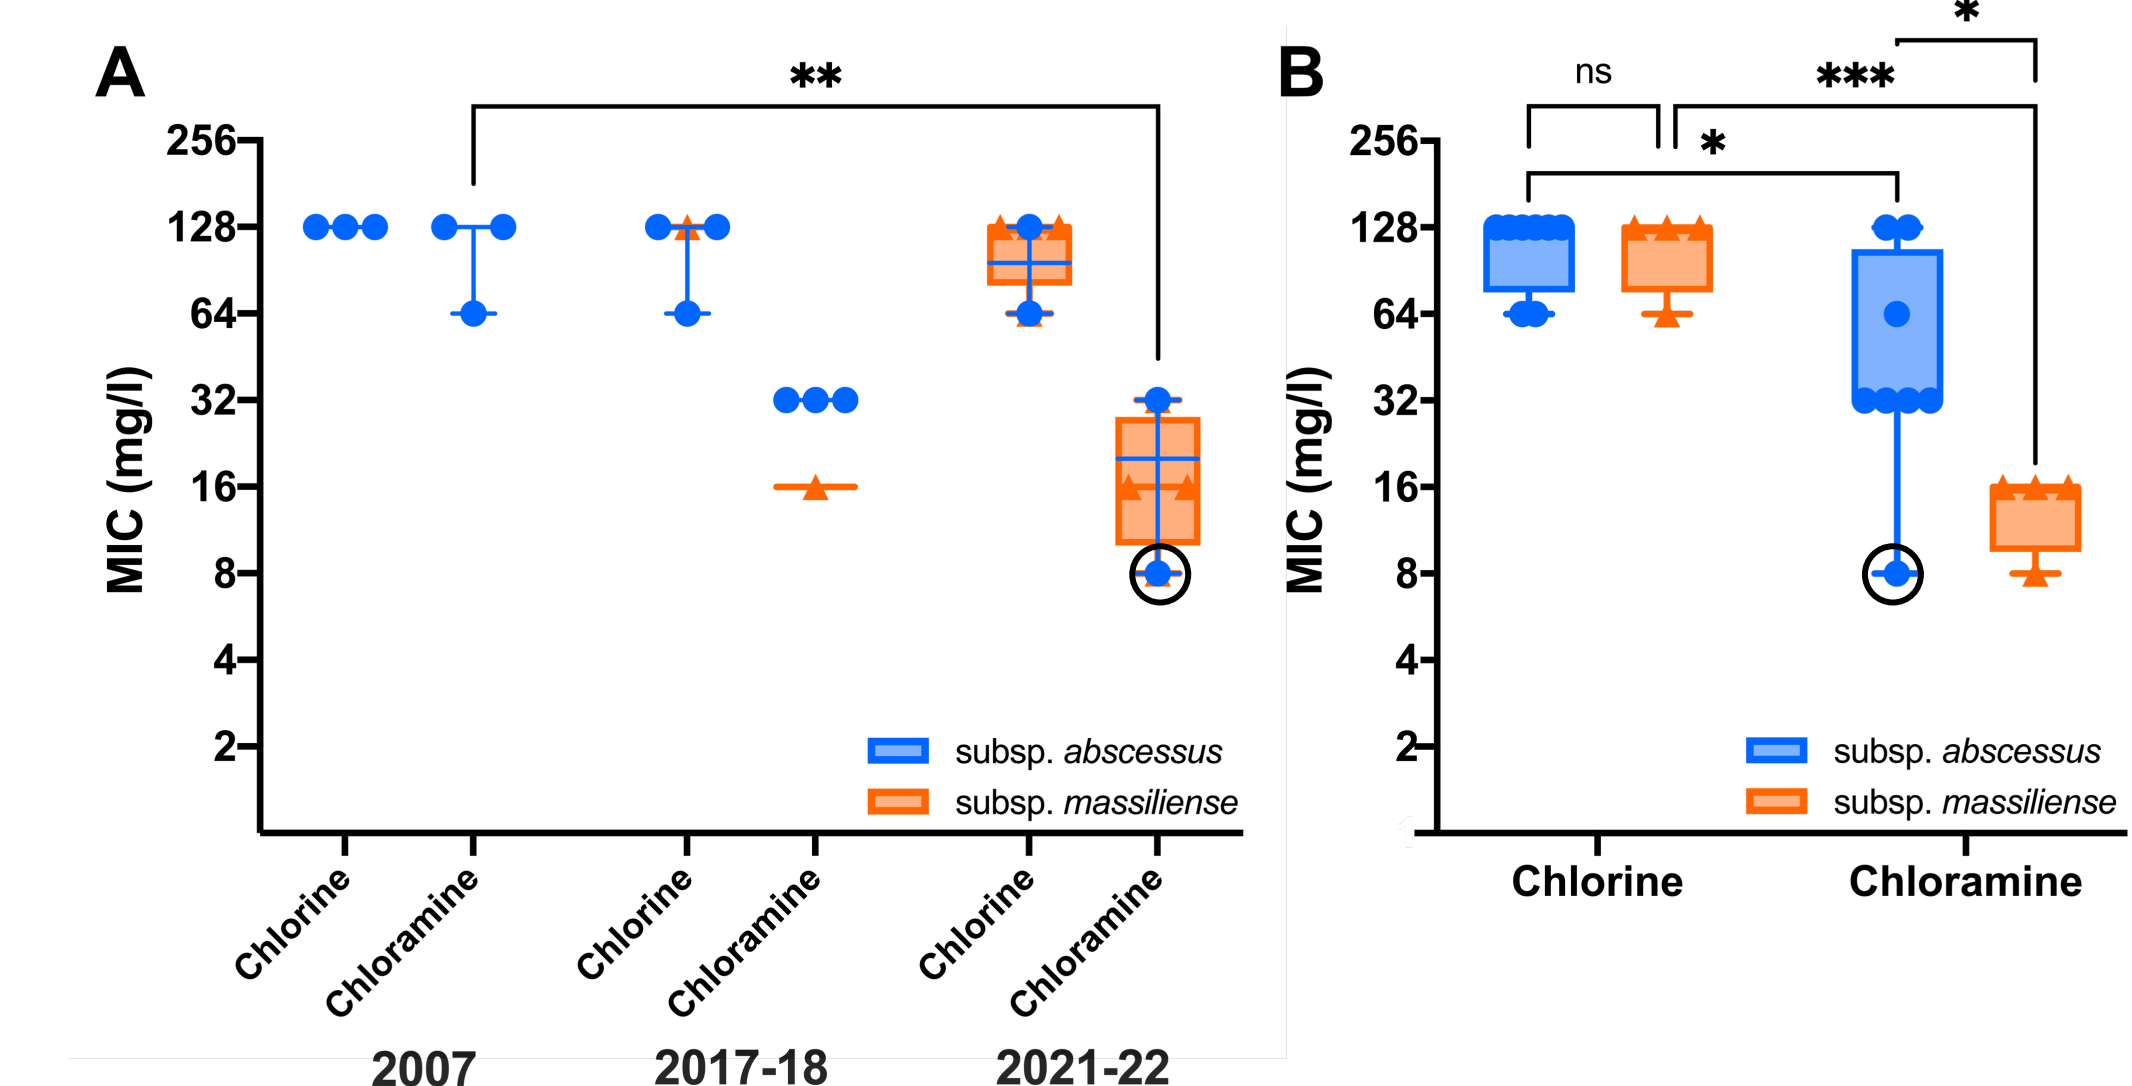 A
**
256
128
64
32
16
8
4
2
MIC (mg/l)
subsp. abscessus
subsp. massiliense
Chlorine
Chloramine
Chlorine
Chloramine
Chlorine
Chloramine
2007
2017-18
2021-22
B
*
ns
***
*
256
128
64
32
16
8
4
2
1
MIC (mg/l)
subsp. abscessus
subsp. massiliense
Chlorine
Chloramine